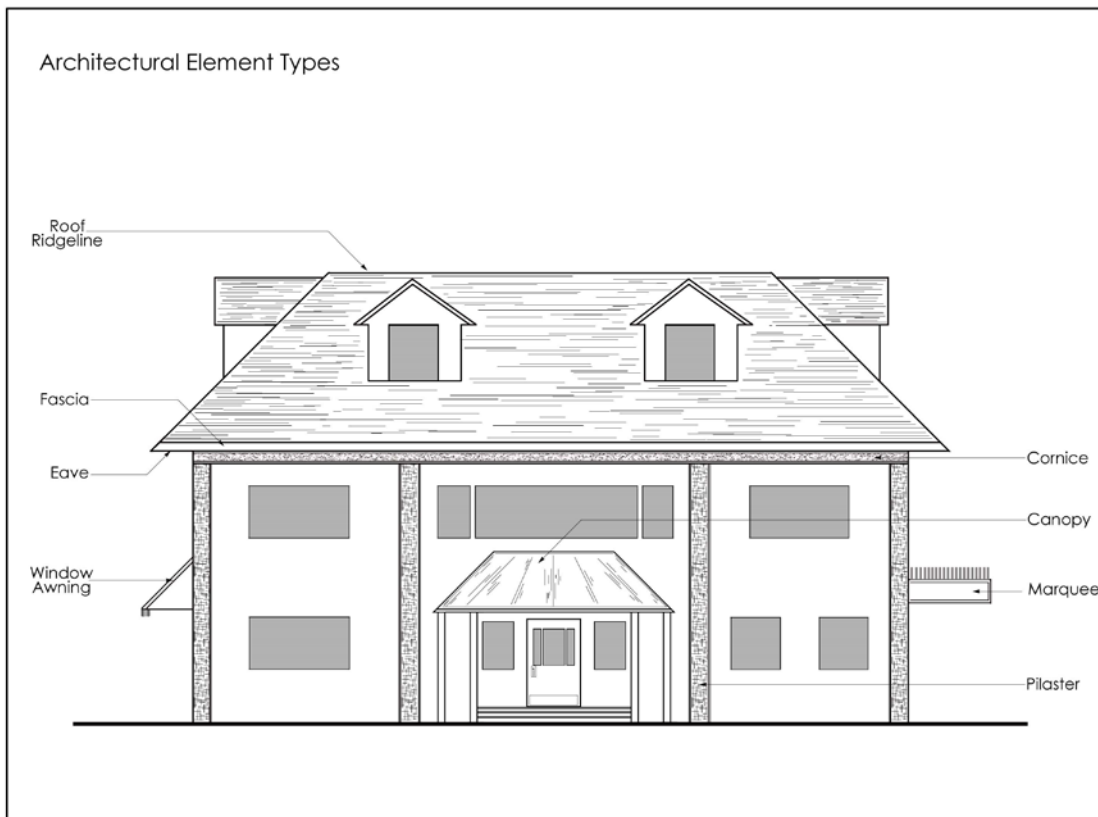 Architectural Element Types
Roof
Ridgeline
Fascia
Eave
Cornice
Canopy
Window
Awning
Marquee
Pilaster